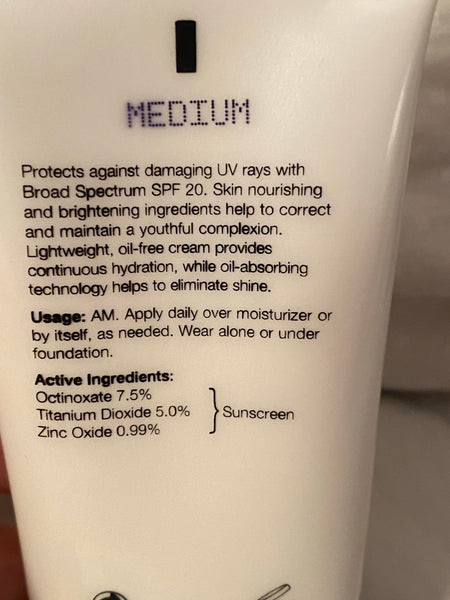 MEDIUM
Protects against damaging UV rays with
Broad Spectrum SPF 20. Skin nourishing
and brightening ingredients help to correct
and maintain a youthful complexion.
Lightweight, oil-free cream provides
continuous hydration, while oil-absorbing
technology helps to eliminate shine.
Usage: AM. Apply daily over moisturizer or
by itself, as needed. Wear alone or under
foundation.
Active Ingredients:
Octinoxate 7.5%
Titanium Dioxide 5.0%
Zinc Oxide 0.99%
Sunscreen